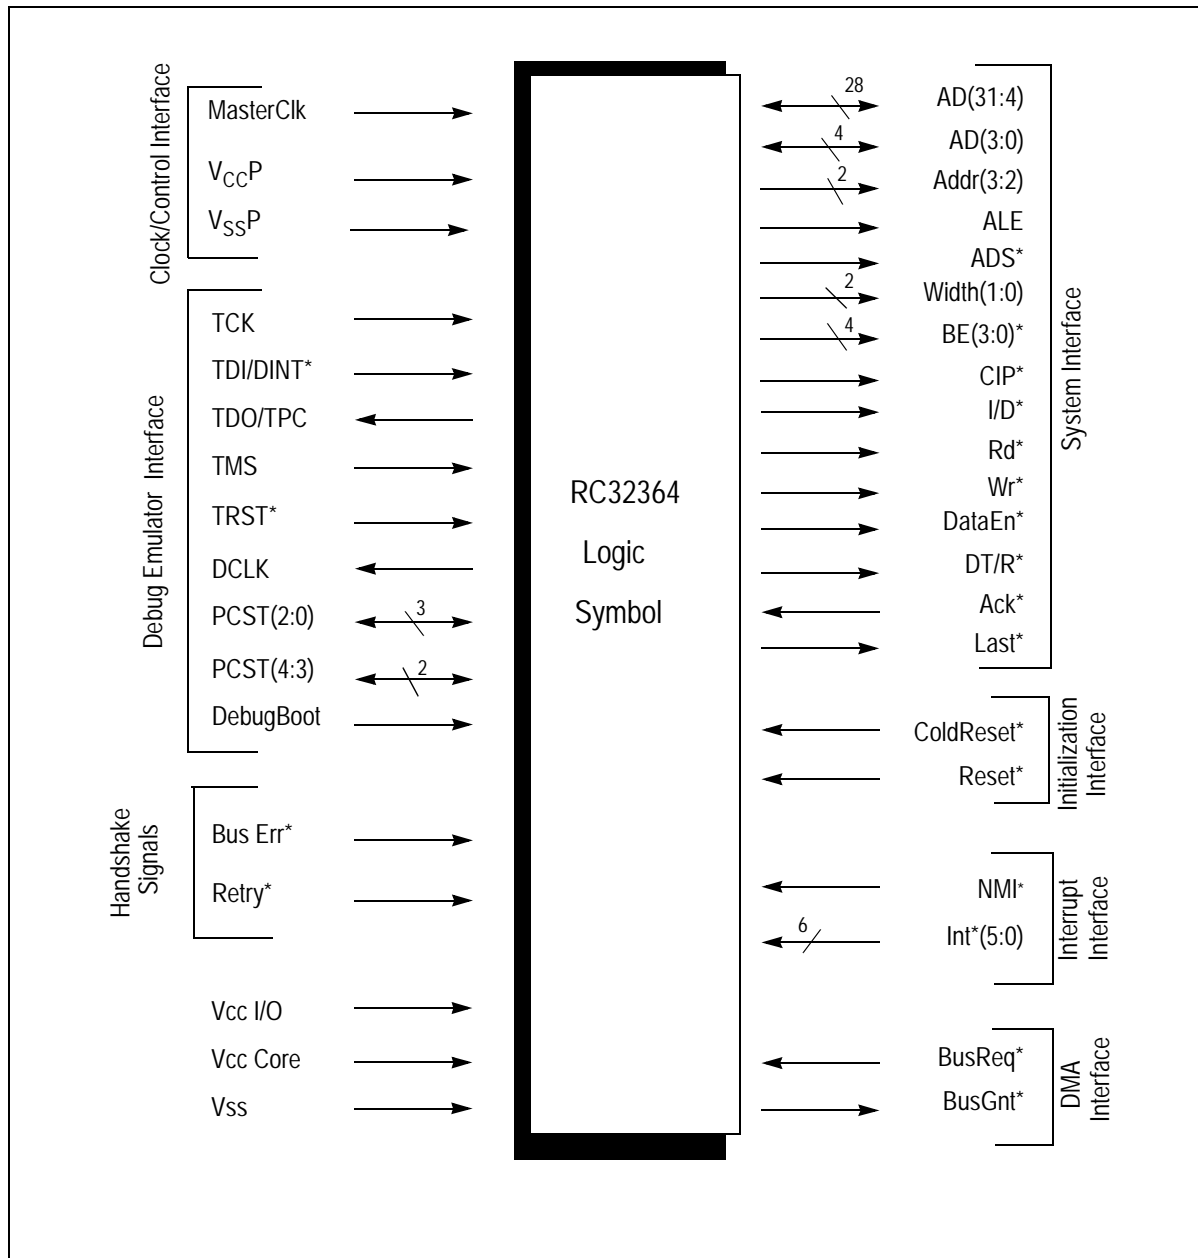 Clock/Control Interface
MasterClk
VCCP
VSSP
Debug Emulator Interface
TCK
TDI/DINT*
TDO/TPC
TMS
TRST*
DCLK
PCST(2:0)
3
PCST(4:3)
2
DebugBoot
Handshake
Signals
Bus Err*
Retry*
Vcc I/O
Vcc Core
Vss
RC32364
Logic
Symbol
28
AD(31:4)
4
AD(3:0)
2
Addr(3:2)
ALE
ADS*
2
Width(1:0)
4
BE(3:0)*
CIP*
I/D*
Rd*
Wr*
DataEn*
DT/R*
Ack*
Last*
System Interface
ColdReset*
Reset*
Initialization
Interface
NMI*
6
Int*(5:0)
Interrupt
Interface
BusReq*
BusGnt*
DMA
Interface